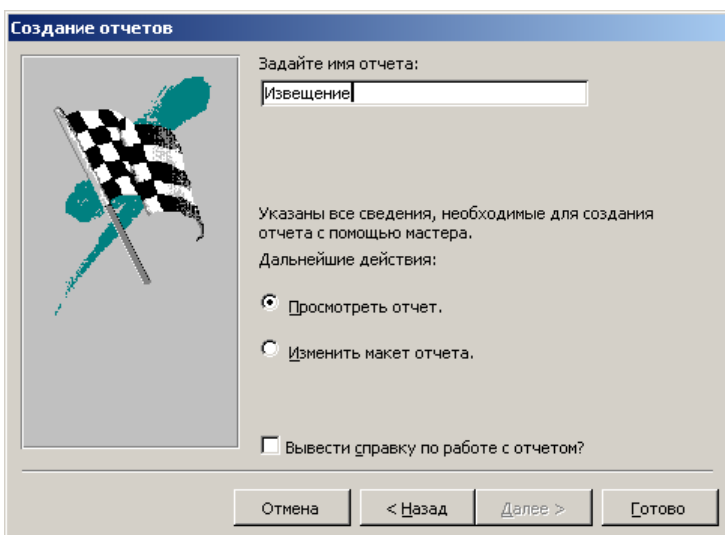 Создание отчетов
Задайте имя отчета:
Извещение
Указаны все сведения, необходимые для создания
отчета с помощью мастера.
Дальнейшие действия:
Просмотреть отчет.
Изменить макет отчета.
Вывести справку по работе с отчетом?
Отмена < Назад Далее > Готово